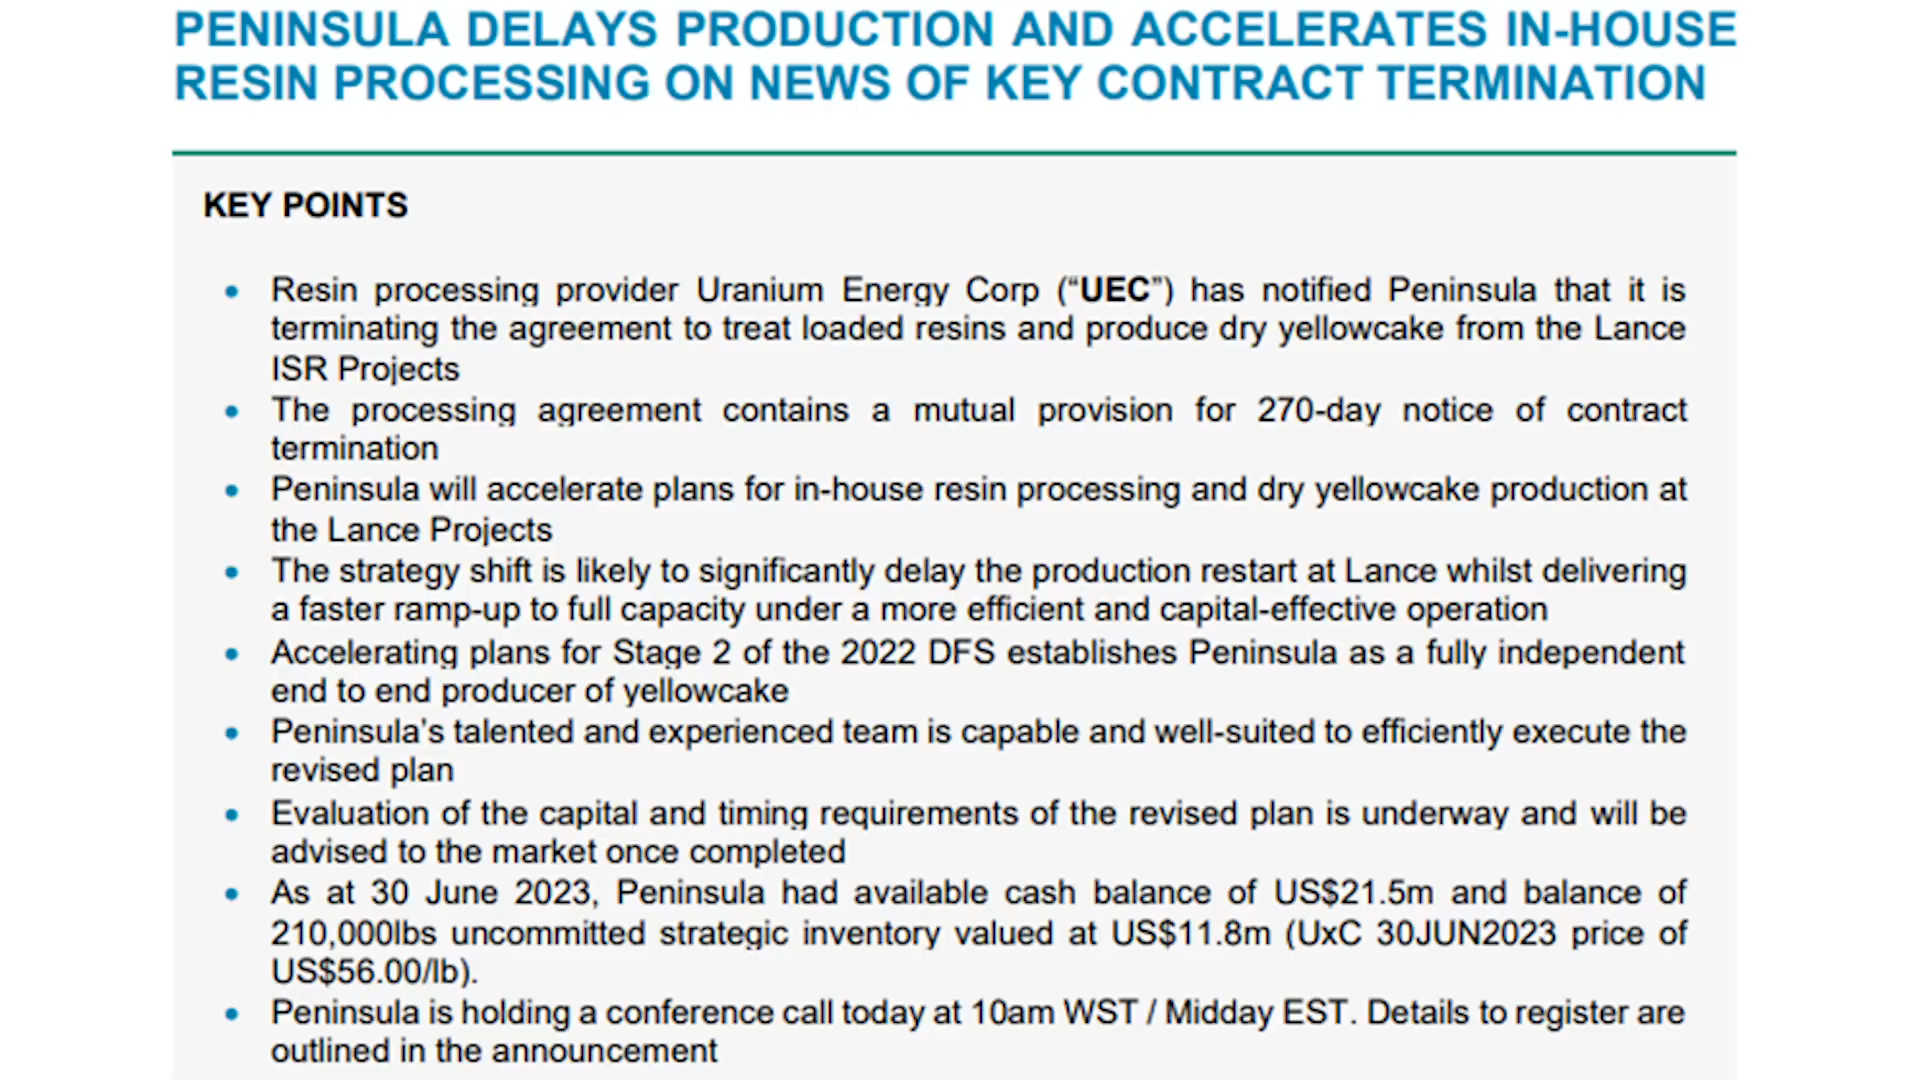 PENINSULA DELAYS PRODUCTION AND ACCELERATES IN-HOUSE
RESIN PROCESSING ON NEWS OF KEY CONTRACT TERMINATION
KEY POINTS
• Resin processing provider Uranium Energy Corp (“UEC”) has notified Peninsula that it is
terminating the agreement to treat loaded resins and produce dry yellowcake from the Lance
ISR Projects
• The processing agreement contains a mutual provision for 270-day notice of contract
termination
• Peninsula will accelerate plans for in-house resin processing and dry yellowcake production at
the Lance Projects
• The strategy shift is likely to significantly delay the production restart at Lance whilst delivering
a faster ramp-up to full capacity under a more efficient and capital-effective operation
• Accelerating plans for Stage 2 of the 2022 DFS establishes Peninsula as a fully independent
end to end producer of yellowcake
• Peninsula’s talented and experienced team is capable and well-suited to efficiently execute the
revised plan
• Evaluation of the capital and timing requirements of the revised plan is underway and will be
advised to the market once completed
• As at 30 June 2023, Peninsula had available cash balance of US$21.5m and balance of
210,000lbs uncommitted strategic inventory valued at US$11.8m (UxC 30JUN2023 price of
US$56.00/lb).
• Peninsula is holding a conference call today at 10am WST / Midday EST. Details to register are
outlined in the announcement